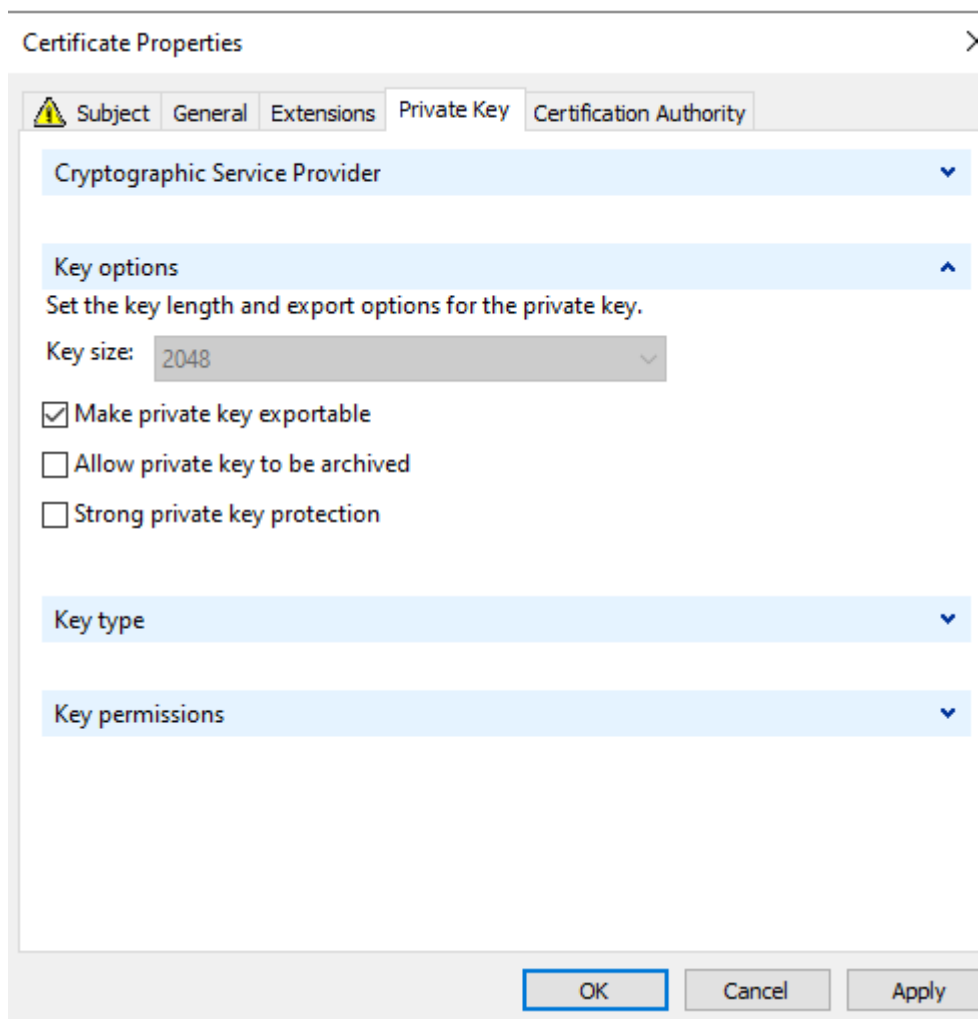 Certificate Properties
Subject General Extensions Private Key Certification Authority
Cryptographic Service Provider
Key options
Set the key length and export options for the private key.
Key size: 2048
Make private key exportable
Allow private key to be archived
Strong private key protection
Key type
Key permissions
OK Cancel Apply